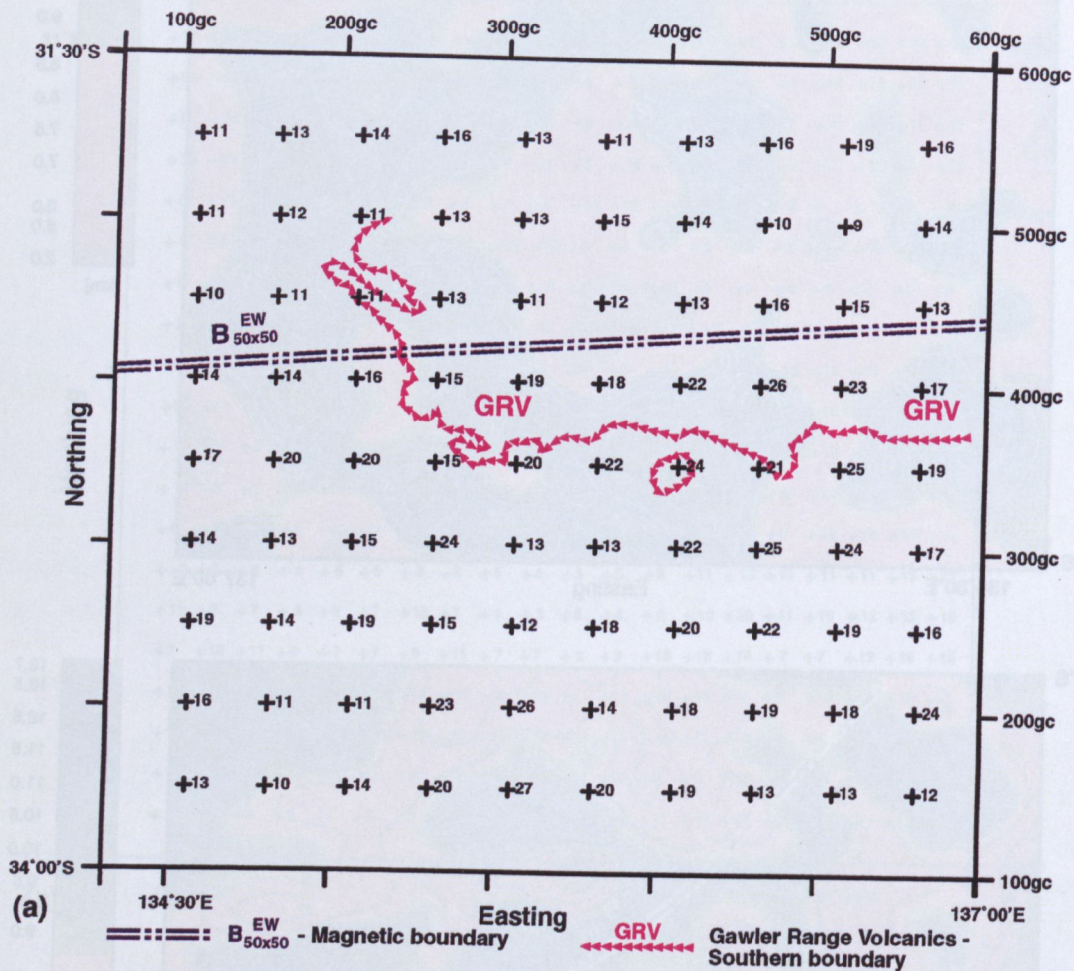 100gc 200gc 300gc 400gc 500gc 600gc
31°30'S
600gc
11 13 14 16 13 11 13 16 19 16
11 12 11 13 13 15 14 10 9 14
500gc
10 11 11 13 11 12 13 16 15 13
B EW 50x50
14 14 16 15 19 18 22 26 23 17
400gc
GRV GRV
Northing
17 20 20 15 20 22 24 21 25 19
14 13 15 24 13 13 22 25 24 17
300gc
19 14 19 15 12 18 20 22 19 16
16 11 11 23 26 14 18 19 18 24
200gc
13 10 14 20 27 20 19 13 13 12
34°00'S
100gc
(a)
134°30'E Easting 137°00'E
B EW 50x50 - Magnetic boundary
GRV Gawler Range Volcanics -
Southern boundary